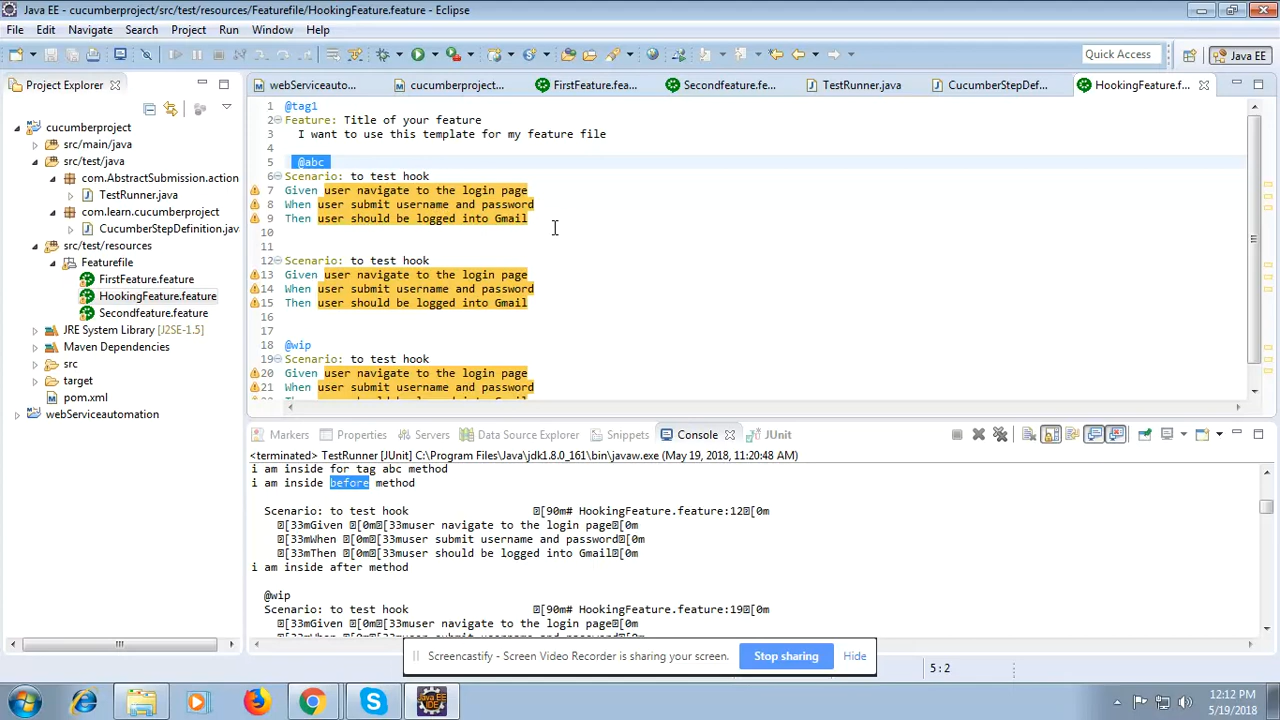 Java EE - cucumberproject/src/test/resources/Featurefile/HookingFeature.feature - Eclipse
File Edit Navigate Search Project Run Window Help
Quick Access Java EE
Project Explorer
cucumberproject
src/main/java
src/test/java
com.AbstractSubmission.action
TestRunner.java
com.learn.cucumberproject
CucumberStepDefinition.jav
src/test/resources
Featurefile
FirstFeature.feature
HookingFeature.feature
Secondfeature.feature
JRE System Library [J2SE-1.5]
Maven Dependencies
src
target
pom.xml
webServiceautomation
webServiceauto... cucumberproject... FirstFeature.fea... Secondfeature.fe... TestRunner.java CucumberStepDef... HookingFeature.f...
1 @tag1
2 Feature: Title of your feature
3 I want to use this template for my feature file
4
5 @abc
6 Scenario: to test hook
7 Given user navigate to the login page
8 When user submit username and password
9 Then user should be logged into Gmail
10
11
12 Scenario: to test hook
13 Given user navigate to the login page
14 When user submit username and password
15 Then user should be logged into Gmail
16
17
18 @wip
19 Scenario: to test hook
20 Given user navigate to the login page
21 When user submit username and password
Markers Properties Servers Data Source Explorer Snippets Console JUnit
<terminated> TestRunner [JUnit] C:\Program Files\Java\jdk1.8.0_161\bin\javaw.exe (May 19, 2018, 11:20:48 AM)
i am inside for tag abc method
i am inside before method
Scenario: to test hook [90m# HookingFeature.feature:12[0m
[33mGiven [0m[33muser navigate to the login page[0m
[33mWhen [0m[33muser submit username and password[0m
[33mThen [0m[33muser should be logged into Gmail[0m
i am inside after method
@wip
Scenario: to test hook [90m# HookingFeature.feature:19[0m
[33mGiven [0m[33muser navigate to the login page[0m
Screencastify - Screen Video Recorder is sharing your screen. Stop sharing Hide
5:2
Java EE IDE
12:12 PM
5/19/2018